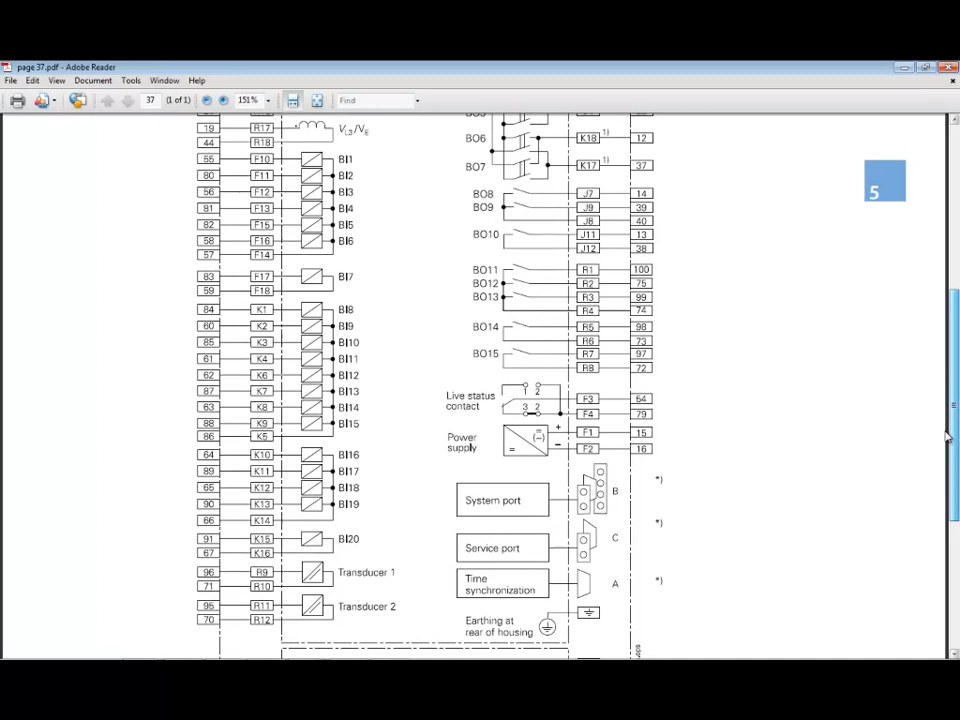 page 37.pdf - Adobe Reader
File Edit View Document Tools Window Help
37 (1 of 1) 151% Find
5
19 R17 VL3/VE
44 R18
55 F10 BI1
80 F11 BI2
56 F12 BI3
81 F13 BI4
82 F15 BI5
58 F16 BI6
57 F14
83 F17 BI7
59 F18
84 K1 BI8
60 K2 BI9
85 K3 BI10
61 K4 BI11
62 K6 BI12
87 K7 BI13
63 K8 BI14
88 K9 BI15
86 K5
64 K10 BI16
89 K11 BI17
65 K12 BI18
90 K13 BI19
66 K14
91 K15 BI20
67 K16
96 R9 Transducer 1
71 R10
95 R11 Transducer 2
70 R12
BO6 K18 1) 12
BO7 K17 1) 37
BO8 J7 14
BO9 J9 39
J8 40
BO10 J11 13
J12 38
BO11 R1 100
BO12 R2 75
BO13 R3 99
R4 74
BO14 R5 98
R6 73
BO15 R7 97
R8 72
Live status
contact
1 2
3 2
F3 54
F4 79
Power
supply
= (~) =
+ F1 15
− F2 16
System port B *)
Service port C *)
Time
synchronization A *)
Earthing at
rear of housing